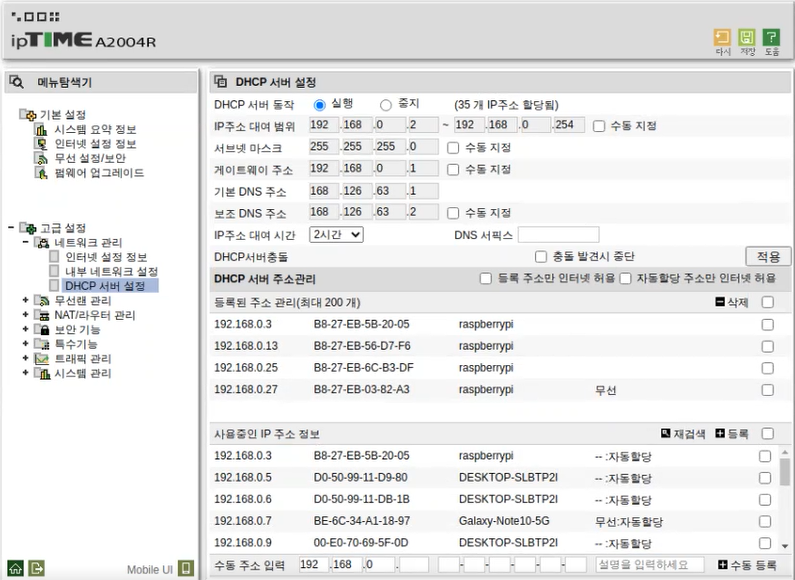 ipTIME A2004R
다시 저장 도움
메뉴탐색기
기본 설정
시스템 요약 정보
인터넷 설정 정보
무선 설정/보안
펌웨어 업그레이드
고급 설정
네트워크 관리
인터넷 설정 정보
내부 네트워크 설정
DHCP 서버 설정
무선랜 관리
NAT/라우터 관리
보안 기능
특수기능
트래픽 관리
시스템 관리
Mobile UI
DHCP 서버 설정
DHCP 서버 동작 실행 중지 (35 개 IP주소 할당됨)
IP주소 대여 범위 192 .168 .0 .2 ~ 192 .168 .0 .254 수동 지정
서브넷 마스크 255 .255 .255 .0 수동 지정
게이트웨이 주소 192 .168 .0 .1 수동 지정
기본 DNS 주소 168 .126 .63 .1
보조 DNS 주소 168 .126 .63 .2 수동 지정
IP주소 대여 시간 2시간 DNS 서픽스
DHCP서버충돌 충돌 발견시 중단 적용
DHCP 서버 주소관리 등록 주소만 인터넷 허용 자동할당 주소만 인터넷 허용
등록된 주소 관리(최대 200 개) 삭제
192.168.0.3 B8-27-EB-5B-20-05 raspberrypi
192.168.0.13 B8-27-EB-56-D7-F6 raspberrypi
192.168.0.25 B8-27-EB-6C-B3-DF raspberrypi
192.168.0.27 B8-27-EB-03-82-A3 raspberrypi 무선
사용중인 IP 주소 정보 재검색 등록
192.168.0.3 B8-27-EB-5B-20-05 raspberrypi -- :자동할당
192.168.0.5 D0-50-99-11-D9-80 DESKTOP-SLBTP2I -- :자동할당
192.168.0.6 D0-50-99-11-DB-1B DESKTOP-SLBTP2I -- :자동할당
192.168.0.7 BE-6C-34-A1-18-97 Galaxy-Note10-5G 무선:자동할당
192.168.0.9 00-E0-70-69-5F-0D DESKTOP-SLBTP2I -- :자동할당
수동 주소 입력 192 .168 .0 . - - - - - 설명을 입력하세요 수동 등록